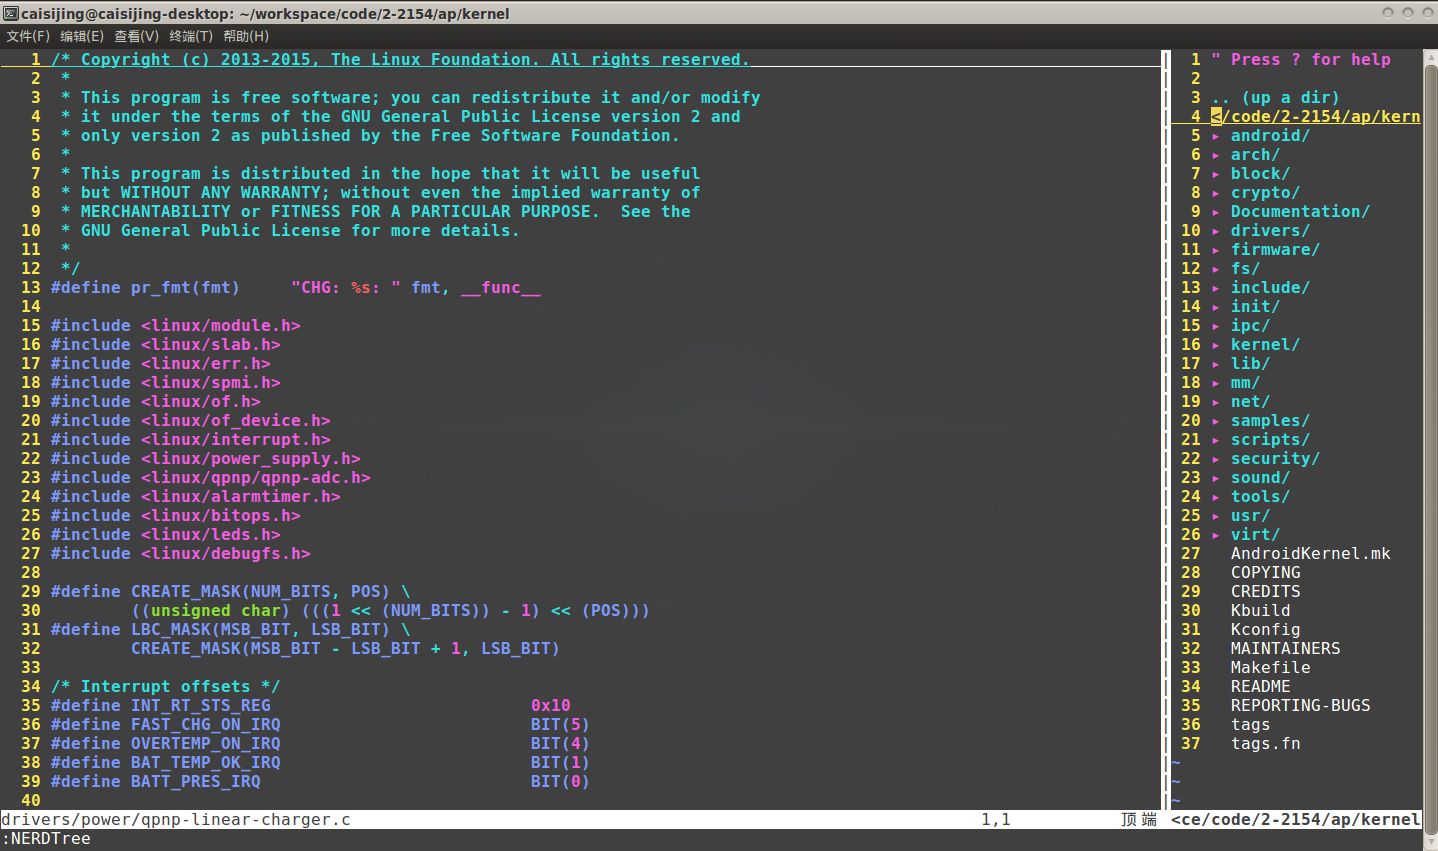 caisijing@caisijing-desktop: ~/workspace/code/2-2154/ap/kernel
文件(F) 编辑(E) 查看(V) 终端(T) 帮助(H)
1 /* Copyright (c) 2013-2015, The Linux Foundation. All rights reserved.
2  *
3  * This program is free software; you can redistribute it and/or modify
4  * it under the terms of the GNU General Public License version 2 and
5  * only version 2 as published by the Free Software Foundation.
6  *
7  * This program is distributed in the hope that it will be useful
8  * but WITHOUT ANY WARRANTY; without even the implied warranty of
9  * MERCHANTABILITY or FITNESS FOR A PARTICULAR PURPOSE.  See the
10  * GNU General Public License for more details.
11  *
12  */
13 #define pr_fmt(fmt)     "CHG: %s: " fmt, __func__
14
15 #include <linux/module.h>
16 #include <linux/slab.h>
17 #include <linux/err.h>
18 #include <linux/spmi.h>
19 #include <linux/of.h>
20 #include <linux/of_device.h>
21 #include <linux/interrupt.h>
22 #include <linux/power_supply.h>
23 #include <linux/qpnp/qpnp-adc.h>
24 #include <linux/alarmtimer.h>
25 #include <linux/bitops.h>
26 #include <linux/leds.h>
27 #include <linux/debugfs.h>
28
29 #define CREATE_MASK(NUM_BITS, POS) \
30         ((unsigned char) (((1 << (NUM_BITS)) - 1) << (POS)))
31 #define LBC_MASK(MSB_BIT, LSB_BIT) \
32         CREATE_MASK(MSB_BIT - LSB_BIT + 1, LSB_BIT)
33
34 /* Interrupt offsets */
35 #define INT_RT_STS_REG                          0x10
36 #define FAST_CHG_ON_IRQ                         BIT(5)
37 #define OVERTEMP_ON_IRQ                         BIT(4)
38 #define BAT_TEMP_OK_IRQ                         BIT(1)
39 #define BATT_PRES_IRQ                           BIT(0)
40
drivers/power/qpnp-linear-charger.c 1,1 顶端
:NERDTree
1 " Press ? for help
2
3 .. (up a dir)
4 </code/2-2154/ap/kern
5 ▸ android/
6 ▸ arch/
7 ▸ block/
8 ▸ crypto/
9 ▸ Documentation/
10 ▸ drivers/
11 ▸ firmware/
12 ▸ fs/
13 ▸ include/
14 ▸ init/
15 ▸ ipc/
16 ▸ kernel/
17 ▸ lib/
18 ▸ mm/
19 ▸ net/
20 ▸ samples/
21 ▸ scripts/
22 ▸ security/
23 ▸ sound/
24 ▸ tools/
25 ▸ usr/
26 ▸ virt/
27   AndroidKernel.mk
28   COPYING
29   CREDITS
30   Kbuild
31   Kconfig
32   MAINTAINERS
33   Makefile
34   README
35   REPORTING-BUGS
36   tags
37   tags.fn
~
~
~
<ce/code/2-2154/ap/kernel